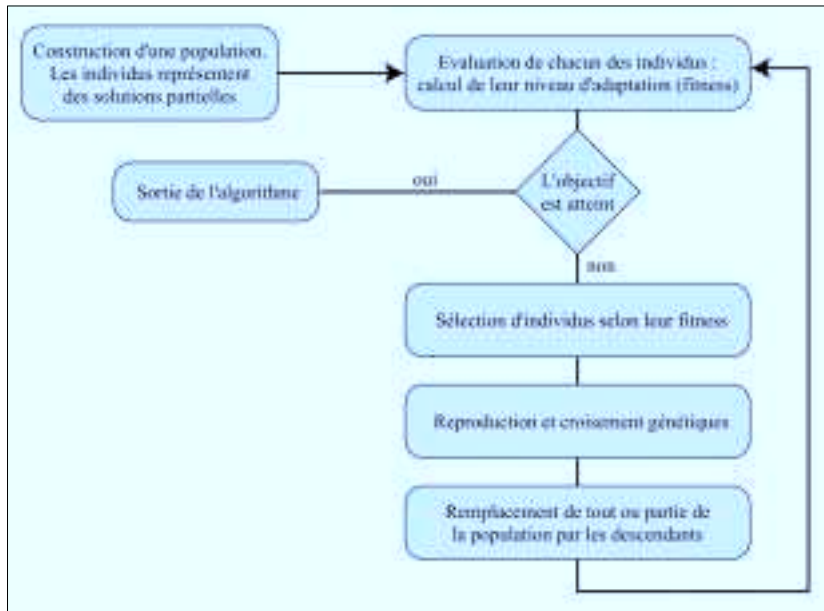 Construction d'une population.
Les individus représentent
des solutions partielles
Evaluation de chacun des individus :
calcul de leur niveau d'adaptation (fitness)
L'objectif
est atteint
oui
Sortie de l'algorithme
non
Sélection d'individus selon leur fitness
Reproduction et croisement génétiques
Remplacement de tout ou partie de
la population par les descendants